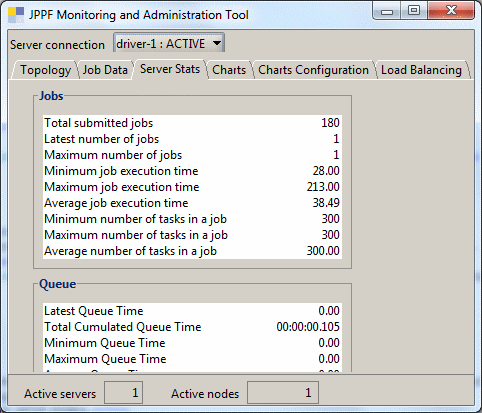 JPPF Monitoring and Administration Tool
Server connection driver-1 : ACTIVE
Topology Job Data Server Stats Charts Charts Configuration Load Balancing
Jobs
Total submitted jobs 180
Latest number of jobs 1
Maximum number of jobs 1
Minimum job execution time 28.00
Maximum job execution time 213.00
Average job execution time 38.49
Minimum number of tasks in a job 300
Maximum number of tasks in a job 300
Average number of tasks in a job 300.00
Queue
Latest Queue Time 0.00
Total Cumulated Queue Time 00:00:00.105
Minimum Queue Time 0.00
Maximum Queue Time 0.00
Average Queue Time 0.00
Active servers 1 Active nodes 1